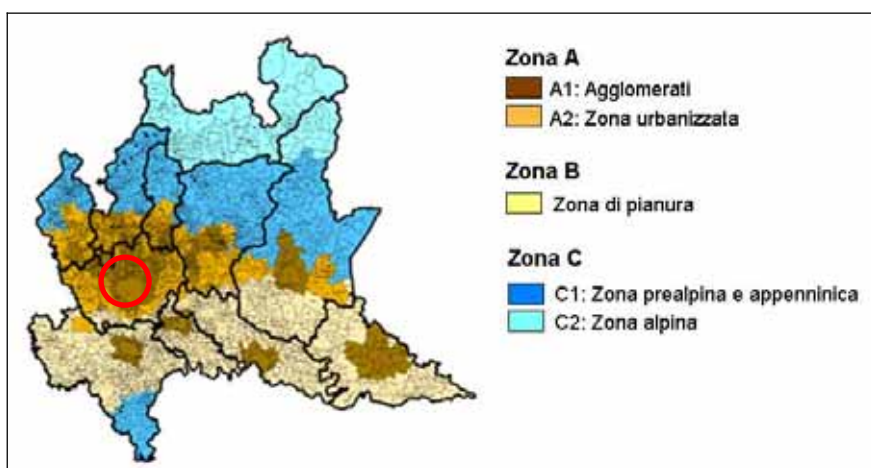 Zona A
A1: Agglomerati
A2: Zona urbanizzata
Zona B
Zona di pianura
Zona C
C1: Zona prealpina e appenninica
C2: Zona alpina